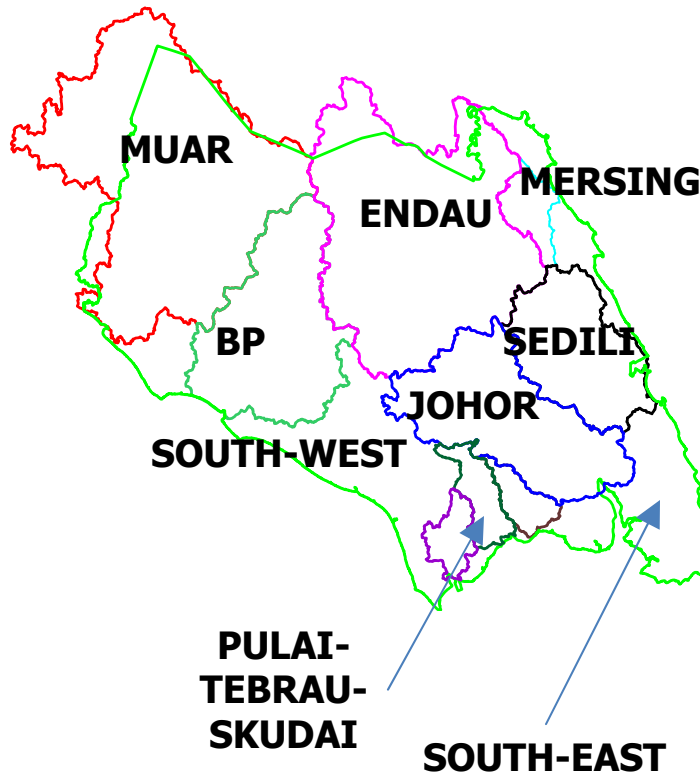 MUAR
MERSING
ENDAU
BP
SEDILI
JOHOR
SOUTH-WEST
PULAI-
TEBRAU-
SKUDAI
SOUTH-EAST